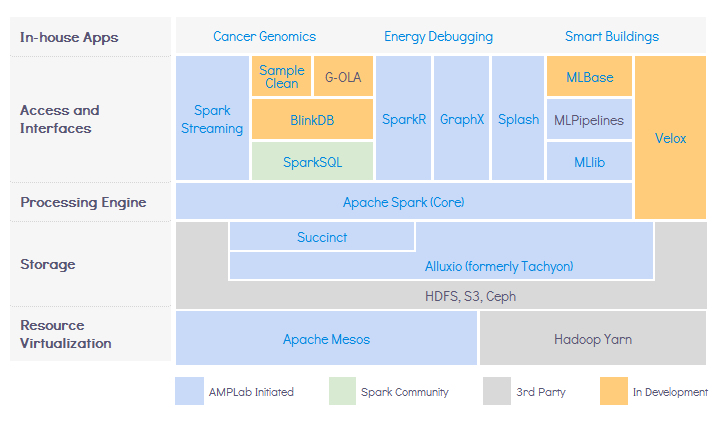 In-house Apps
Cancer Genomics
Energy Debugging
Smart Buildings
Access and
Interfaces
Spark
Streaming
Sample
Clean
G-OLA
BlinkDB
SparkSQL
SparkR
GraphX
Splash
MLBase
MLPipelines
MLlib
Velox
Processing Engine
Apache Spark (Core)
Storage
Succinct
Alluxio (formerly Tachyon)
HDFS, S3, Ceph
Resource
Virtualization
Apache Mesos
Hadoop Yarn
AMPLab Initiated
Spark Community
3rd Party
In Development